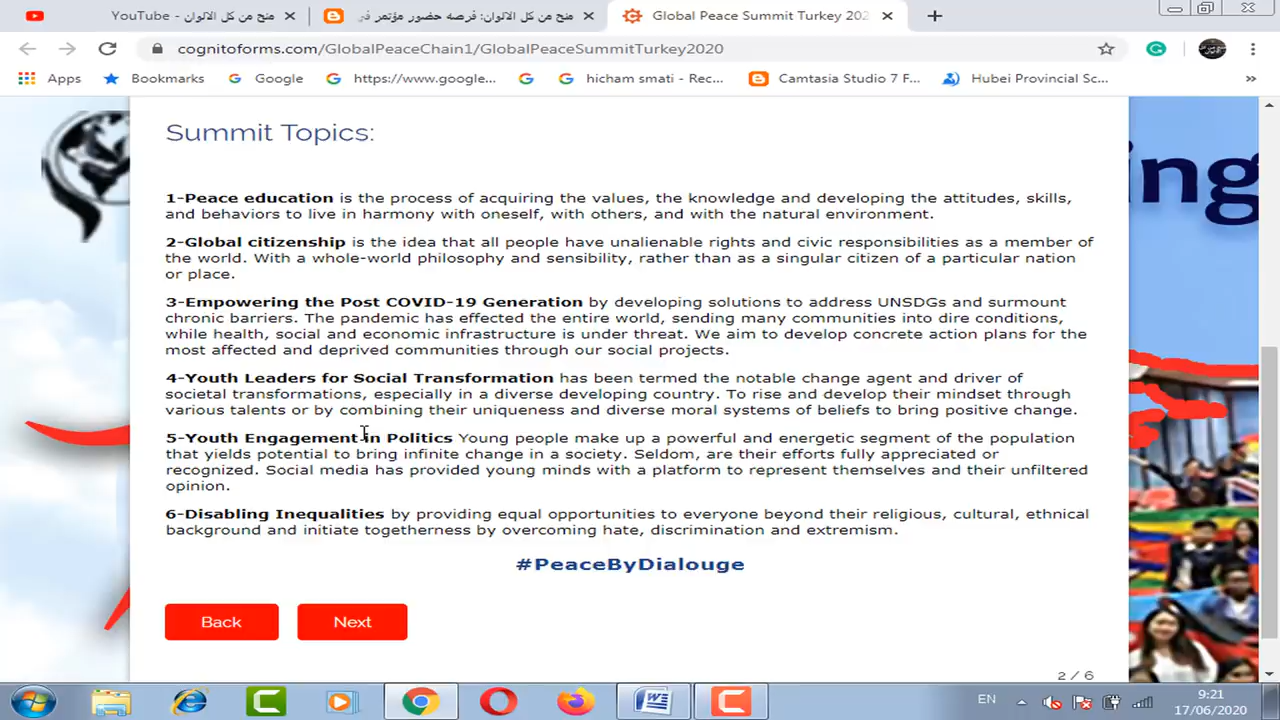 YouTube - منح من كل الالوان
منح من كل الالوان: فرصه حضور مؤتمر في
Global Peace Summit Turkey 202
cognitoforms.com/GlobalPeaceChain1/GlobalPeaceSummitTurkey2020
Apps Bookmarks Google https://www.google... hicham smati - Rec... Camtasia Studio 7 F... Hubei Provincial Sc... »
ing
Summit Topics:
1-Peace education is the process of acquiring the values, the knowledge and developing the attitudes, skills,
and behaviors to live in harmony with oneself, with others, and with the natural environment.
2-Global citizenship is the idea that all people have unalienable rights and civic responsibilities as a member of
the world. With a whole-world philosophy and sensibility, rather than as a singular citizen of a particular nation
or place.
3-Empowering the Post COVID-19 Generation by developing solutions to address UNSDGs and surmount
chronic barriers. The pandemic has effected the entire world, sending many communities into dire conditions,
while health, social and economic infrastructure is under threat. We aim to develop concrete action plans for the
most affected and deprived communities through our social projects.
4-Youth Leaders for Social Transformation has been termed the notable change agent and driver of
societal transformations, especially in a diverse developing country. To rise and develop their mindset through
various talents or by combining their uniqueness and diverse moral systems of beliefs to bring positive change.
5-Youth Engagement in Politics Young people make up a powerful and energetic segment of the population
that yields potential to bring infinite change in a society. Seldom, are their efforts fully appreciated or
recognized. Social media has provided young minds with a platform to represent themselves and their unfiltered
opinion.
6-Disabling Inequalities by providing equal opportunities to everyone beyond their religious, cultural, ethnical
background and initiate togetherness by overcoming hate, discrimination and extremism.
#PeaceByDialouge
Back Next
2 / 6
EN 9:21
17/06/2020